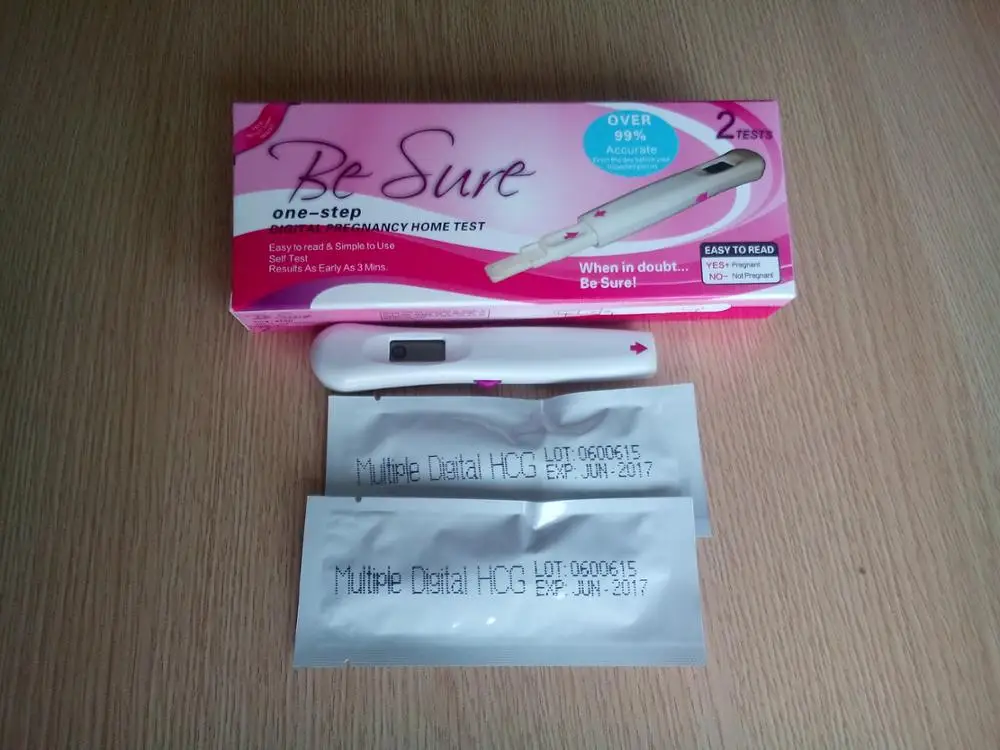 Be Sure
one-step
DIGITAL PREGNANCY HOME TEST
Easy to read & Simple to Use
Self Test
Results As Early As 3 Mins.
OVER
99%
Accurate
2 TESTS
When in doubt...
Be Sure!
EASY TO READ
YES+ Pregnant
NO- Not Pregnant
Be Sure
Multiple Digital HCG
LOT: 0600615
EXP: JUN-2017
Multiple Digital HCG
LOT: 0600615
EXP: JUN-2017